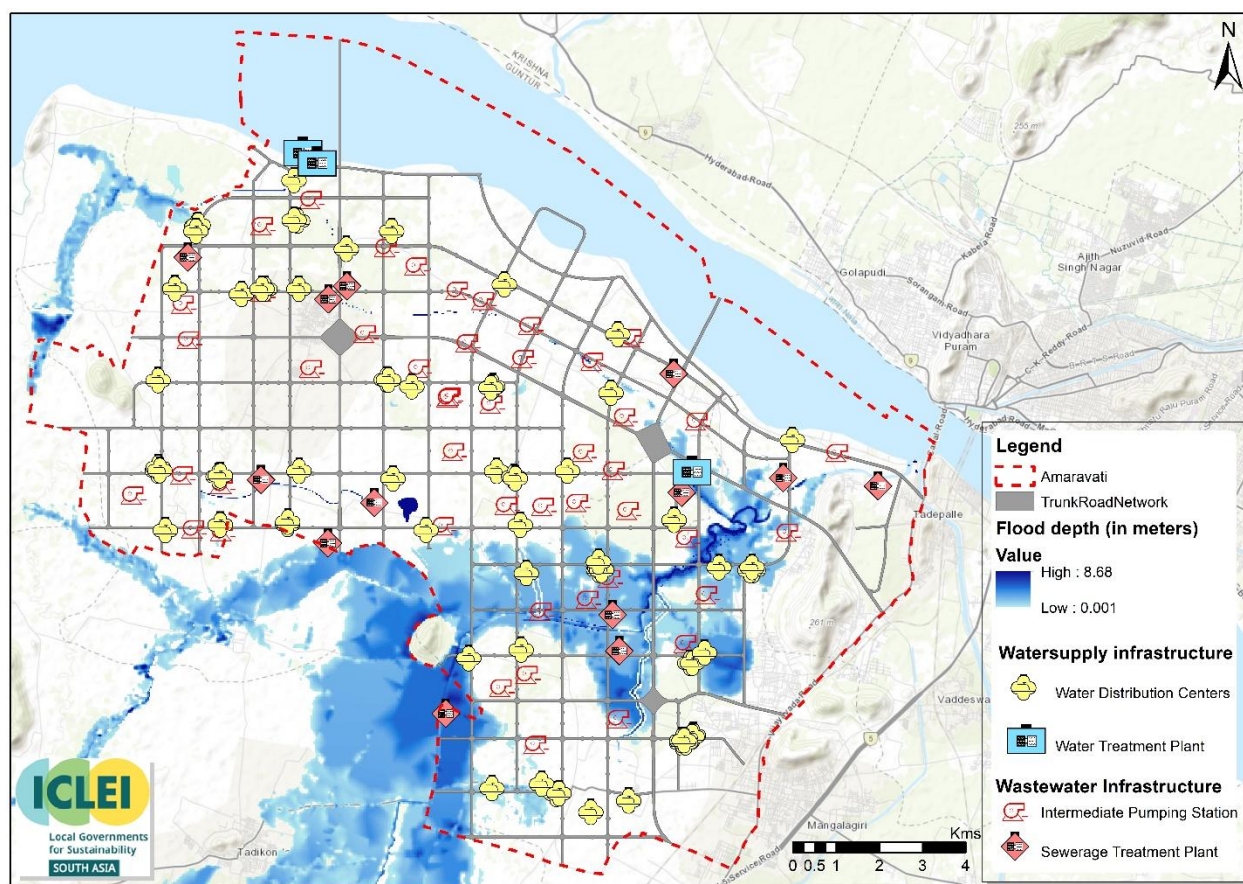 N
KRISHNA
GUNTUR
9
Hyderabad-Road
255 m
Kabela-Road
Nuzuvid-Road
Ajith
Singh Nagar
Golapudi
Sorangam-Road
Vidyadhara
Puram
C-K-Reddy-Road
9
Tadepalle
261 m
Vaddeswa
5
Mangalagiri
Tadikon
Legend
Amaravati
TrunkRoadNetwork
Flood depth (in meters)
Value
High : 8.68
Low : 0.001
Watersupply infrastructure
Water Distribution Centers
Water Treatment Plant
Wastewater Infrastructure
Intermediate Pumping Station
Sewerage Treatment Plant
Kms
0 0.5 1 2 3 4
ICLEI
Local Governments
for Sustainability
SOUTH ASIA